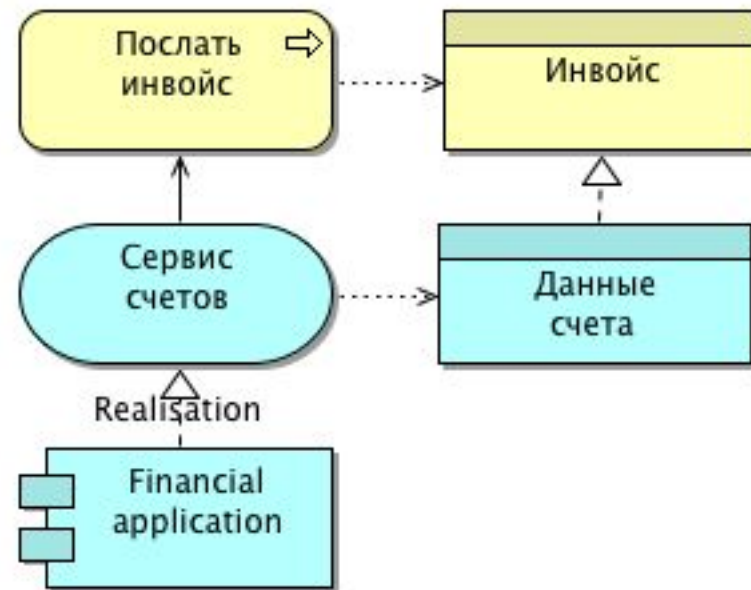 Послать
инвойс
Инвойс
Сервис
счетов
Данные
счета
Realisation
Financial
application